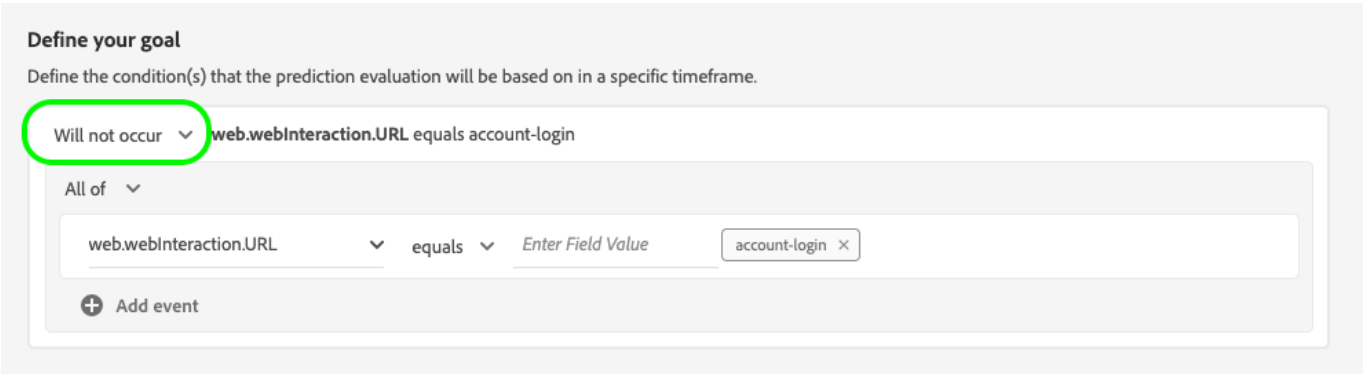 Define your goal
Define the condition(s) that the prediction evaluation will be based on in a specific timeframe.
Will not occur web.webInteraction.URL equals account-login
All of
web.webInteraction.URL equals Enter Field Value account-login ×
Add event